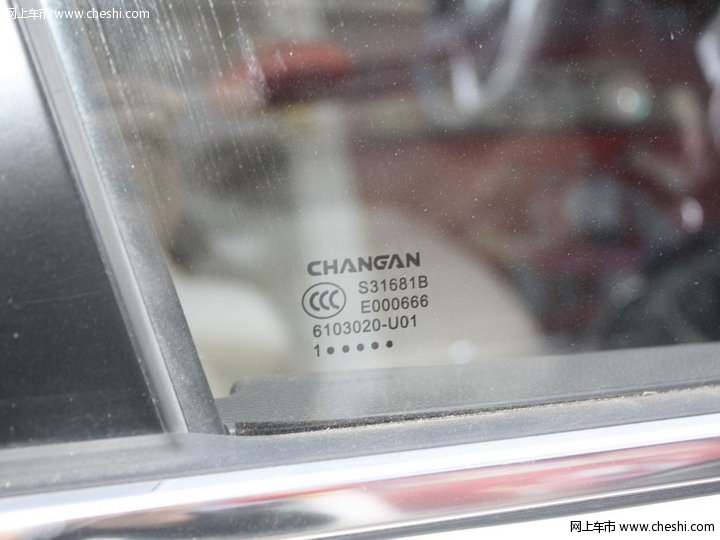 网上车市 www.cheshi.com
CHANGAN
CCC S31681B
E000666
6103020-U01
1●●●●●
网上车市 www.cheshi.com